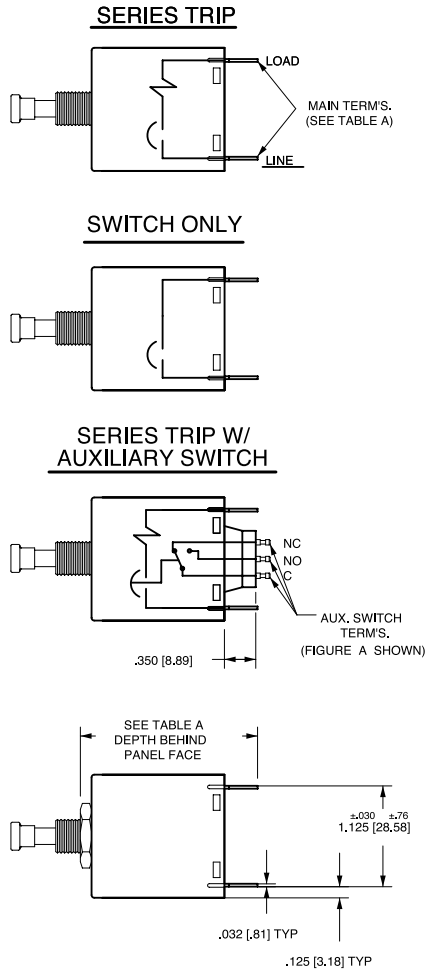 SERIES TRIP
LOAD
MAIN TERM'S.
(SEE TABLE A)
LINE
SWITCH ONLY
SERIES TRIP W/
AUXILIARY SWITCH
NC
NO
C
AUX. SWITCH
TERM'S.
(FIGURE A SHOWN)
.350 [8.89]
SEE TABLE A
DEPTH BEHIND
PANEL FACE
±.030 ±.76
1.125 [28.58]
.032 [.81] TYP
.125 [3.18] TYP